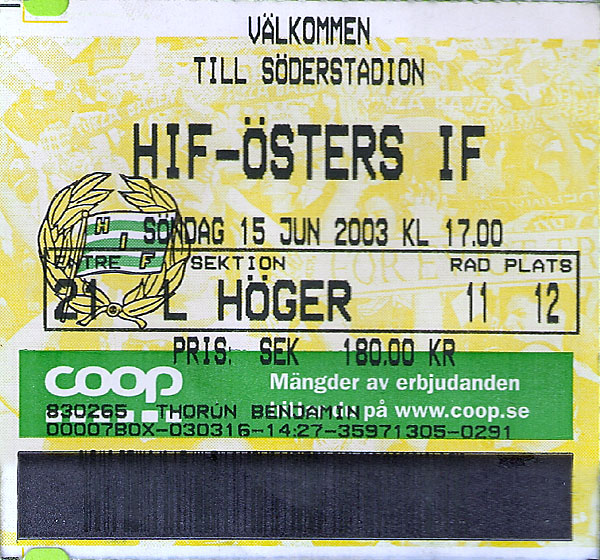 VÄLKOMMEN
TILL SÖDERSTADION
HIF-ÖSTERS IF
HIF
SÖNDAG 15 JUN 2003 KL 17.00
ENTRE SEKTION RAD PLATS
21 L HÖGER 11 12
PRIS: SEK 180.00 KR
coop
Mängder av erbjudanden
på www.coop.se
830265 THORUN BENJAMIN
00007BOX-030316-14:27-35971305-0291